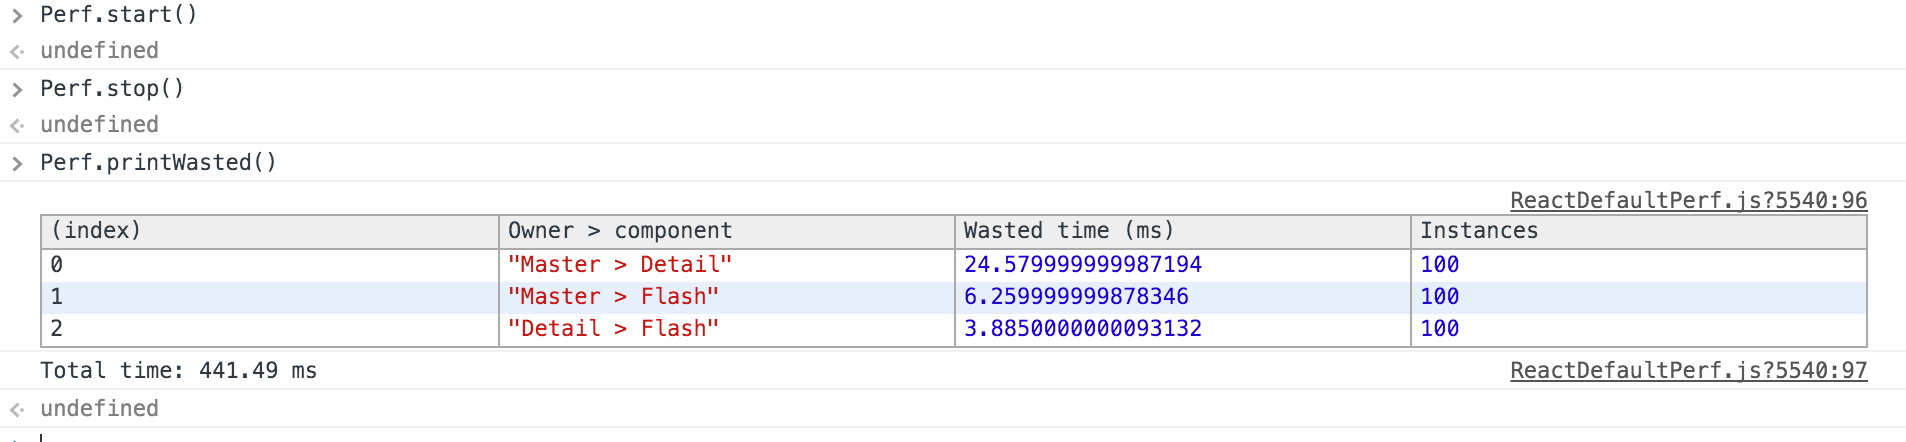 > Perf.start()
<· undefined
> Perf.stop()
<· undefined
> Perf.printWasted()
ReactDefaultPerf.js?5540:96
(index) Owner > component Wasted time (ms) Instances
0 "Master > Detail" 24.579999999987194 100
1 "Master > Flash" 6.259999999878346 100
2 "Detail > Flash" 3.8850000000093132 100
Total time: 441.49 ms ReactDefaultPerf.js?5540:97
<· undefined